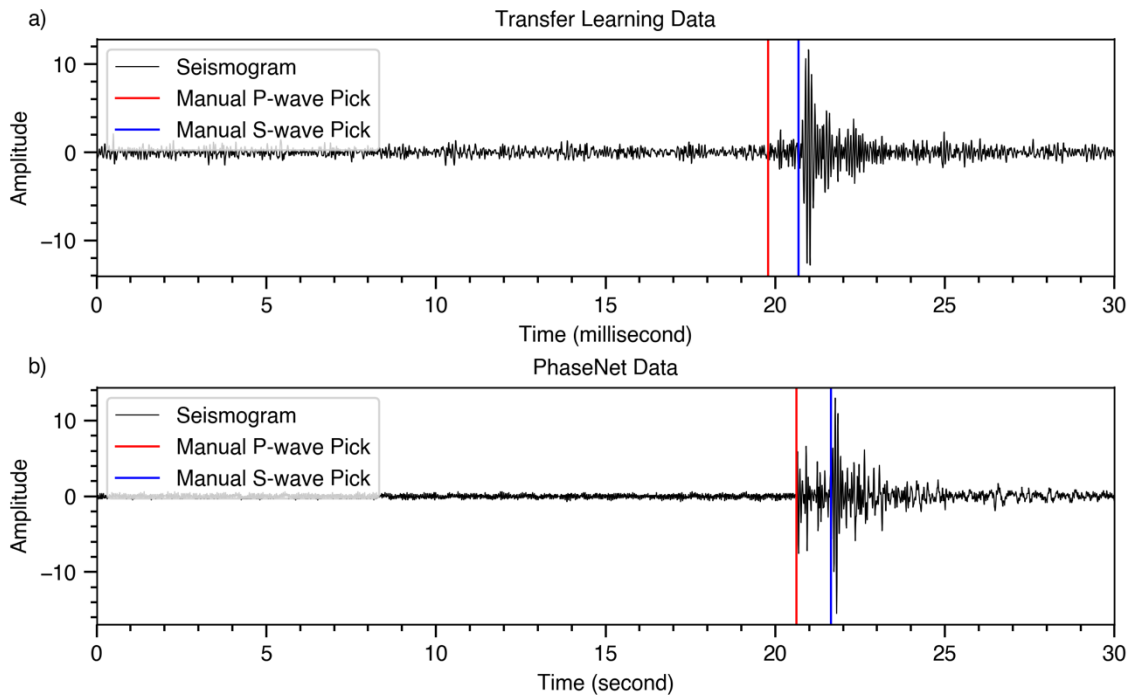 a)
Transfer Learning Data
Seismogram
Manual P-wave Pick
Manual S-wave Pick
Amplitude
10
0
−10
0 5 10 15 20 25 30
Time (millisecond)
b)
PhaseNet Data
Seismogram
Manual P-wave Pick
Manual S-wave Pick
Amplitude
10
0
−10
0 5 10 15 20 25 30
Time (second)